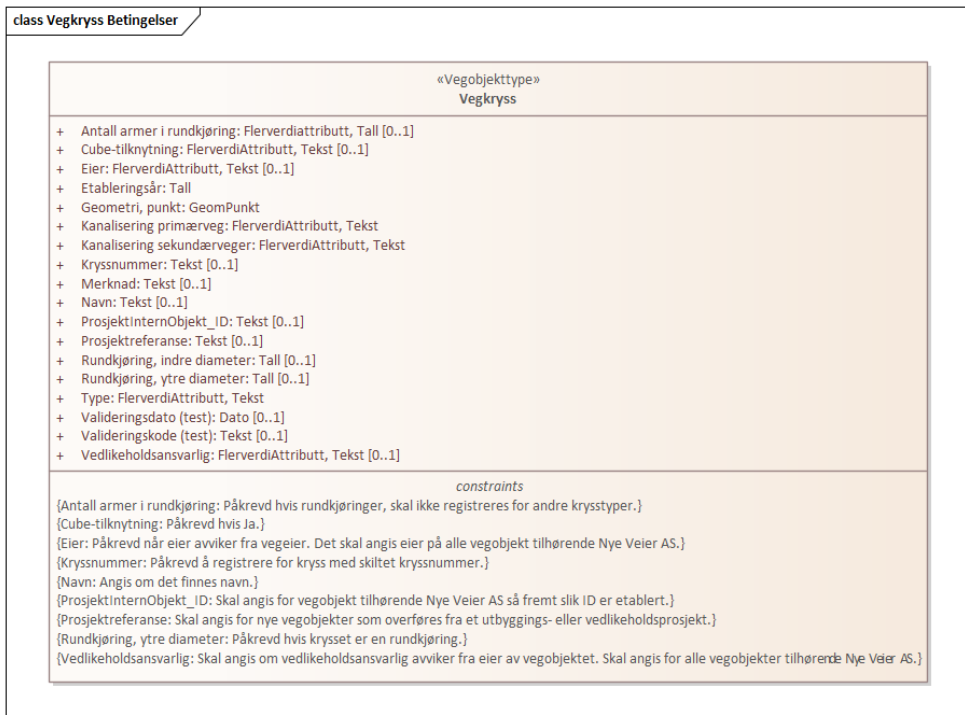 class Vegkryss Betingelser
«Vegobjekttype»
Vegkryss
+ Antall armer i rundkjøring: Flerverdiattributt, Tall [0..1]
+ Cube-tilknytning: FlerverdiAttributt, Tekst [0..1]
+ Eier: FlerverdiAttributt, Tekst [0..1]
+ Etableringsår: Tall
+ Geometri, punkt: GeomPunkt
+ Kanalisering primærveg: FlerverdiAttributt, Tekst
+ Kanalisering sekundærveger: FlerverdiAttributt, Tekst
+ Kryssnummer: Tekst [0..1]
+ Merknad: Tekst [0..1]
+ Navn: Tekst [0..1]
+ ProsjektInternObjekt_ID: Tekst [0..1]
+ Prosjektreferanse: Tekst [0..1]
+ Rundkjøring, indre diameter: Tall [0..1]
+ Rundkjøring, ytre diameter: Tall [0..1]
+ Type: FlerverdiAttributt, Tekst
+ Valideringsdato (test): Dato [0..1]
+ Valideringskode (test): Tekst [0..1]
+ Vedlikeholdsansvarlig: FlerverdiAttributt, Tekst [0..1]
constraints
{Antall armer i rundkjøring: Påkrevd hvis rundkjøringer, skal ikke registreres for andre krysstyper.}
{Cube-tilknytning: Påkrevd hvis Ja.}
{Eier: Påkrevd når eier avviker fra vegeier. Det skal angis eier på alle vegobjekt tilhørende Nye Veier AS.}
{Kryssnummer: Påkrevd å registrere for kryss med skiltet kryssnummer.}
{Navn: Angis om det finnes navn.}
{ProsjektInternObjekt_ID: Skal angis for vegobjekt tilhørende Nye Veier AS så fremt slik ID er etablert.}
{Prosjektreferanse: Skal angis for nye vegobjekter som overføres fra et utbyggings- eller vedlikeholdsprosjekt.}
{Rundkjøring, ytre diameter: Påkrevd hvis krysset er en rundkjøring.}
{Vedlikeholdsansvarlig: Skal angis om vedlikeholdsansvarlig avviker fra eier av vegobjektet. Skal angis for alle vegobjekter tilhørende Nye Veier AS.}